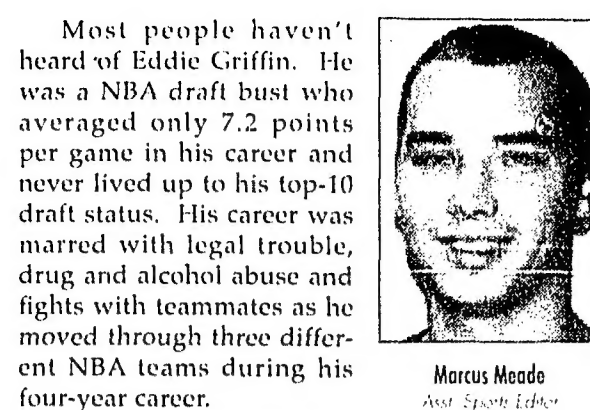 Most people haven't
heard of Eddie Griffin. He
was a NBA draft bust who
averaged only 7.2 points
per game in his career and
never lived up to his top-10
draft status. His career was
marred with legal trouble,
drug and alcohol abuse and
fights with teammates as he
moved through three differ-
ent NBA teams during his
four-year career.
Marcus Meade
Asst. Sports Editor